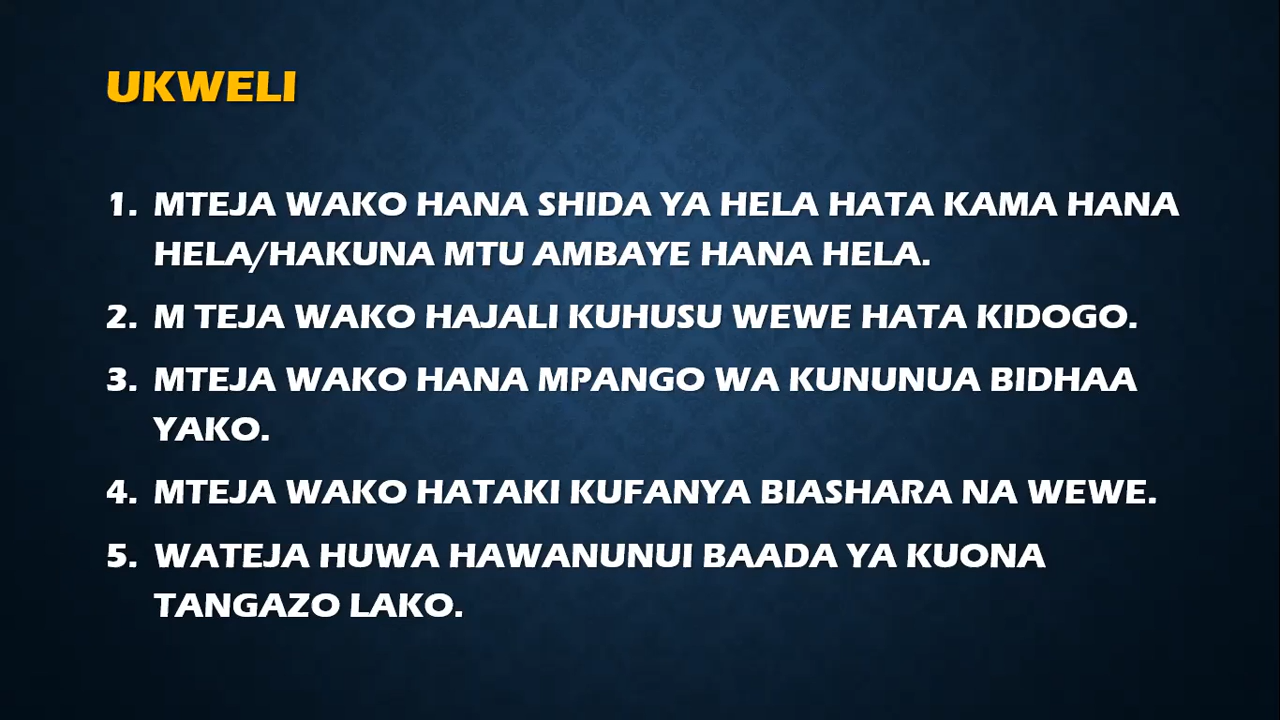 UKWELI
1. MTEJA WAKO HANA SHIDA YA HELA HATA KAMA HANA
HELA/HAKUNA MTU AMBAYE HANA HELA.
2. M TEJA WAKO HAJALI KUHUSU WEWE HATA KIDOGO.
3. MTEJA WAKO HANA MPANGO WA KUNUNUA BIDHAA
YAKO.
4. MTEJA WAKO HATAKI KUFANYA BIASHARA NA WEWE.
5. WATEJA HUWA HAWANUNUI BAADA YA KUONA
TANGAZO LAKO.